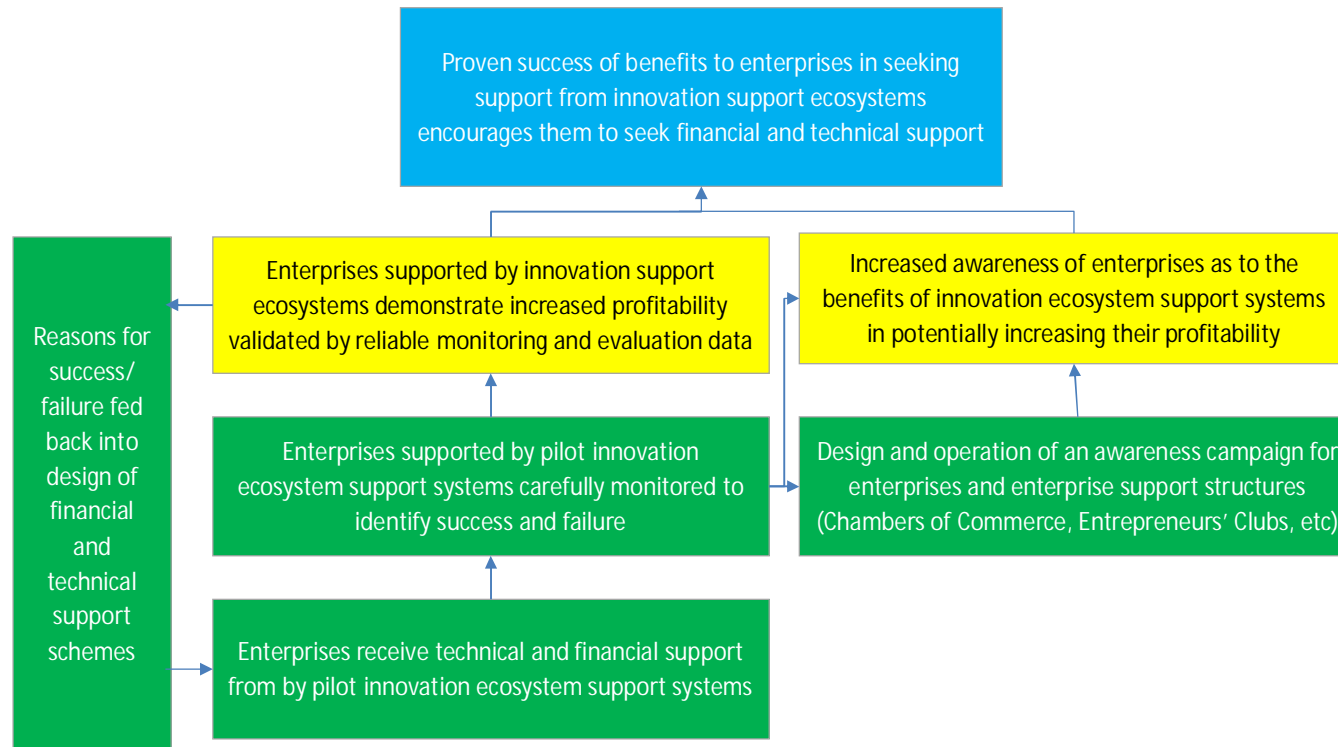 Proven success of benefits to enterprises in seeking
support from innovation support ecosystems
encourages them to seek financial and technical support
Reasons for
success/
failure fed
back into
design of
financial
and
technical
support
schemes
Enterprises supported by innovation support
ecosystems demonstrate increased profitability
validated by reliable monitoring and evaluation data
Increased awareness of enterprises as to the
benefits of innovation ecosystem support systems
in potentially increasing their profitability
Enterprises supported by pilot innovation
ecosystem support systems carefully monitored to
identify success and failure
Design and operation of an awareness campaign for
enterprises and enterprise support structures
(Chambers of Commerce, Entrepreneurs’ Clubs, etc)
Enterprises receive technical and financial support
from by pilot innovation ecosystem support systems